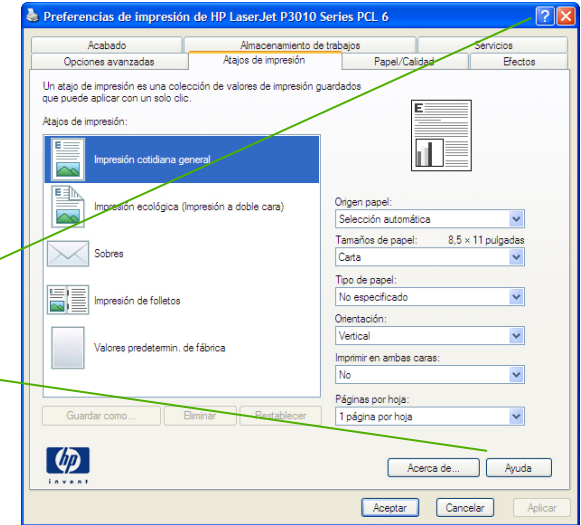 Preferencias de impresión de HP LaserJet P3010 Series PCL 6
Acabado
Almacenamiento de trabajos
Servicios
Opciones avanzadas
Atajos de impresión
Papel/Calidad
Efectos
Un atajo de impresión es una colección de valores de impresión guardados
que puede aplicar con un solo clic.
Atajos de impresión:
Impresión cotidiana general
Impresión ecológica (Impresión a doble cara)
Sobres
Impresión de folletos
Valores predetermin. de fábrica
Guardar como...
Eliminar
Restablecer
E
Origen papel:
Selección automática
Tamaños de papel: 8,5 × 11 pulgadas
Carta
Tipo de papel:
No especificado
Orientación:
Vertical
Imprimir en ambas caras:
No
Páginas por hoja:
1 página por hoja
hp
invent
Acerca de...
Ayuda
Aceptar
Cancelar
Aplicar